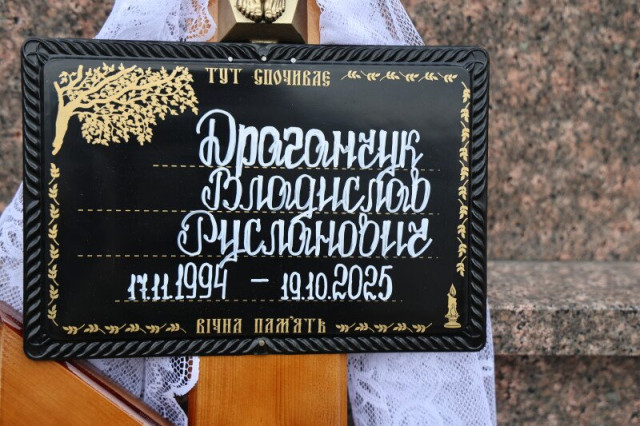 ТУТ СПОЧИВАЄ
Драганчук
Владислав
Русланович
17.11.1994 – 19.10.2025
ВІЧНА ПАМ'ЯТЬ